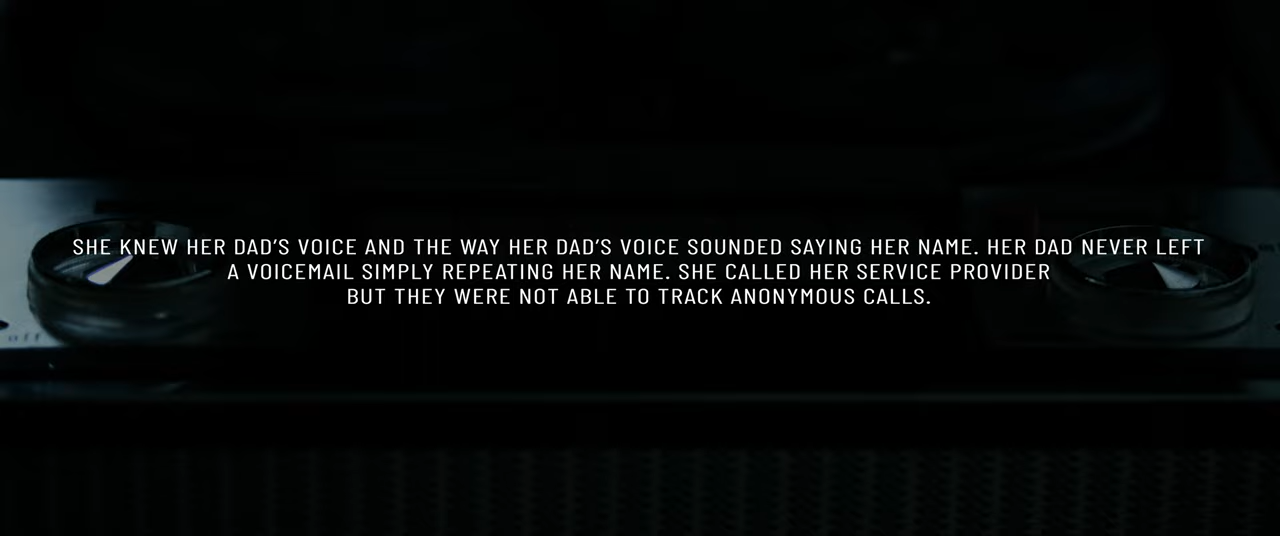 SHE KNEW HER DAD'S VOICE AND THE WAY HER DAD'S VOICE SOUNDED SAYING HER NAME. HER DAD NEVER LEFT
A VOICEMAIL SIMPLY REPEATING HER NAME. SHE CALLED HER SERVICE PROVIDER
BUT THEY WERE NOT ABLE TO TRACK ANONYMOUS CALLS.
off